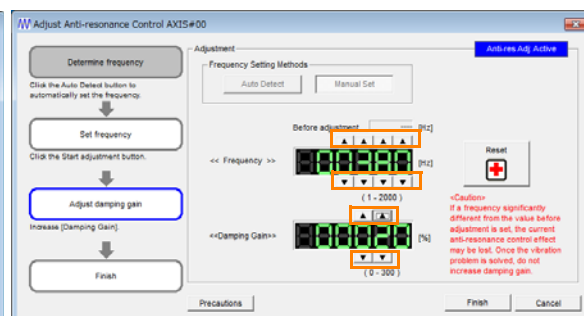 Adjust Anti-resonance Control AXIS#00
Determine frequency
Click the Auto Detect button to
automatically set the frequency.
Set frequency
Click the Start adjustment button.
Adjust damping gain
Increase [Damping Gain].
Finish
Adjustment
Anti-res Adj Active
Frequency Setting Methods
Auto Detect
Manual Set
Before adjustment --- [Hz]
<< Frequency >> [Hz]
( 1 - 2000 )
<<Damping Gain>> [%]
( 0 - 300 )
Reset
<Caution>
If a frequency significantly
different from the value before
adjustment is set, the current
anti-resonance control effect
may be lost. Once the vibration
problem is solved, do not
increase damping gain.
Precautions
Finish
Cancel